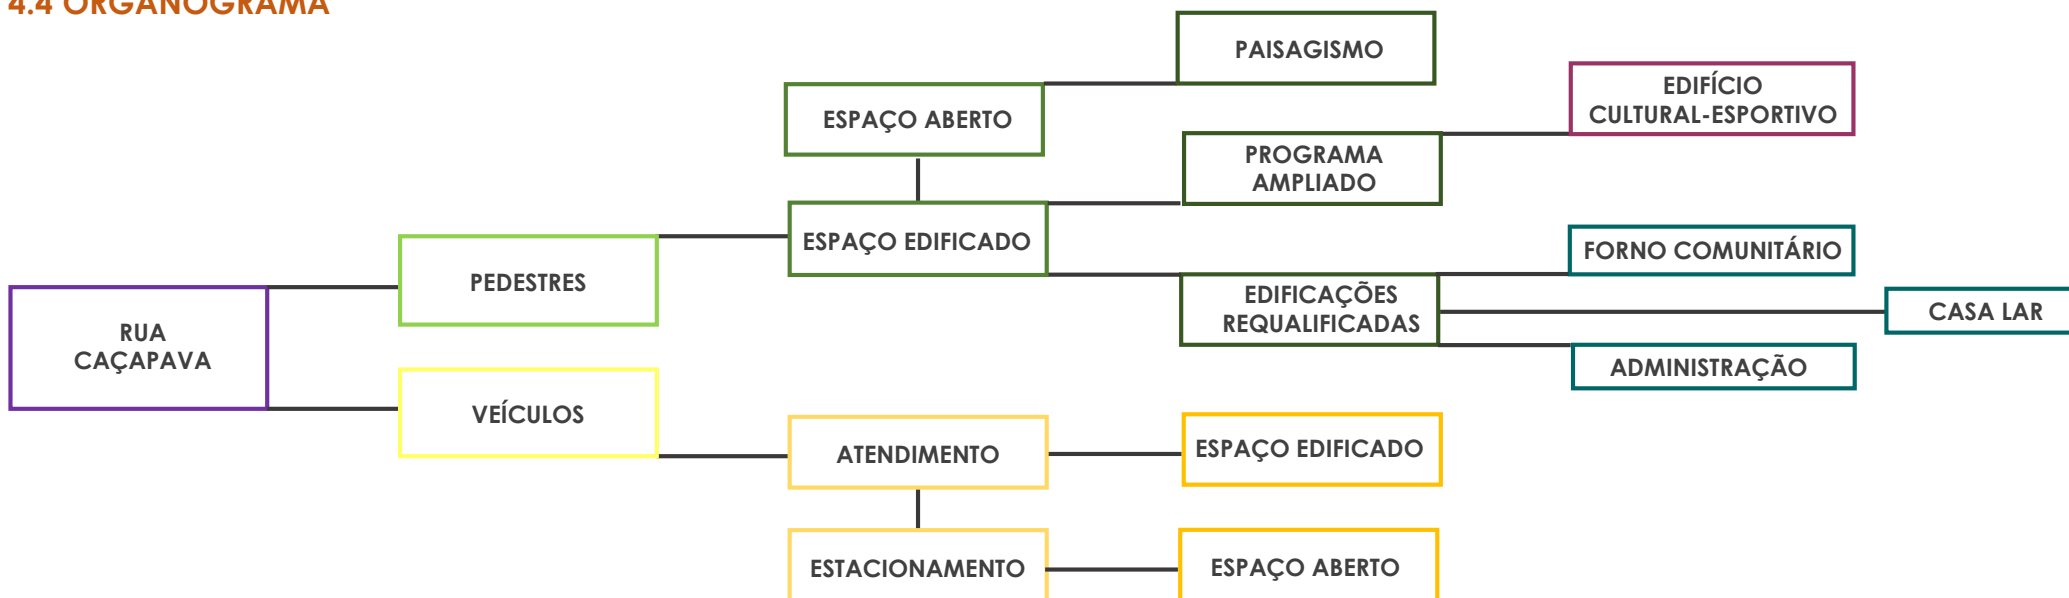 4.4 ORGANOGRAMA
PAISAGISMO
EDIFÍCIO
CULTURAL-ESPORTIVO
ESPAÇO ABERTO
PROGRAMA
AMPLIADO
ESPAÇO EDIFICADO
FORNO COMUNITÁRIO
PEDESTRES
EDIFICAÇÕES
REQUALIFICADAS
CASA LAR
RUA
CAÇAPAVA
ADMINISTRAÇÃO
VEÍCULOS
ATENDIMENTO
ESPAÇO EDIFICADO
ESTACIONAMENTO
ESPAÇO ABERTO